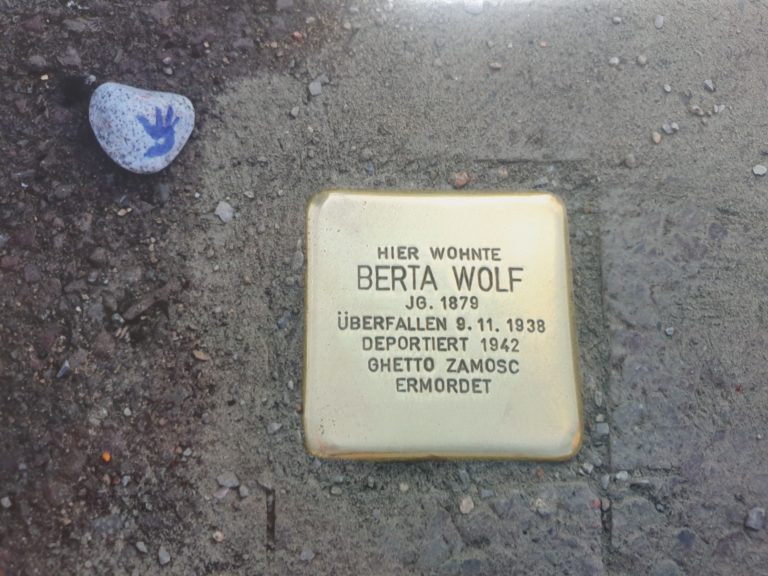 HIER WOHNTE
BERTA WOLF
JG. 1879
ÜBERFALLEN 9.11.1938
DEPORTIERT 1942
GHETTO ZAMOSC
ERMORDET